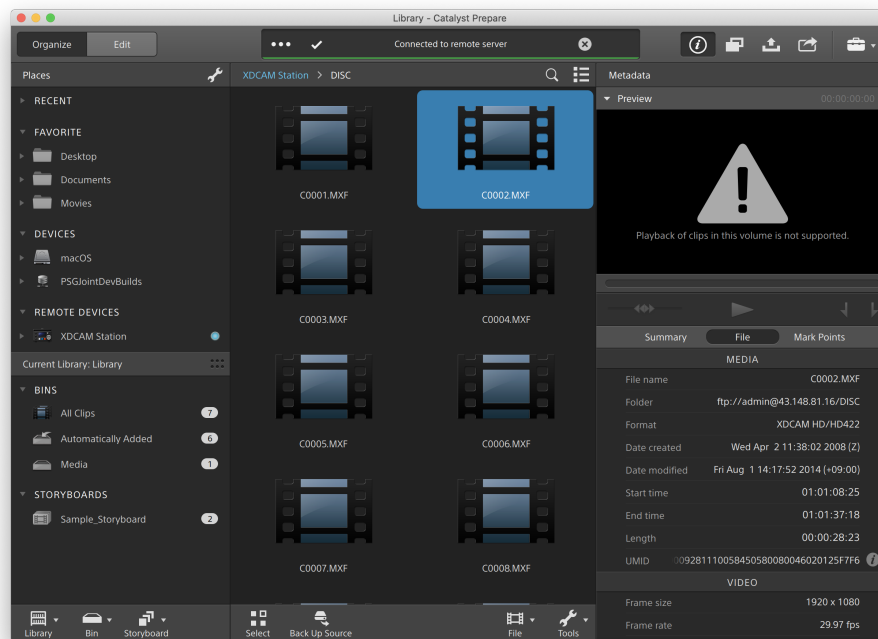 Library - Catalyst Prepare
Organize
Edit
Connected to remote server
Places
XDCAM Station > DISC
Metadata
RECENT
FAVORITE
Desktop
Documents
Movies
DEVICES
macOS
PSGJointDevBuilds
REMOTE DEVICES
XDCAM Station
Current Library: Library
BINS
All Clips 7
Automatically Added 6
Media 1
STORYBOARDS
Sample_Storyboard 2
Library
Bin
Storyboard
C0001.MXF
C0002.MXF
C0003.MXF
C0004.MXF
C0005.MXF
C0006.MXF
C0007.MXF
C0008.MXF
Select
Back Up Source
File
Tools
Preview 00:00:00:00
Playback of clips in this volume is not supported.
Summary
File
Mark Points
MEDIA
File name C0002.MXF
Folder ftp://admin@43.148.81.16/DISC
Format XDCAM HD/HD422
Date created Wed Apr 2 11:38:02 2008 (Z)
Date modified Fri Aug 1 14:17:52 2014 (+09:00)
Start time 01:01:08:25
End time 01:01:37:18
Length 00:00:28:23
UMID 0092811100584505800800460201​25F7F6
VIDEO
Frame size 1920 x 1080
Frame rate 29.97 fps